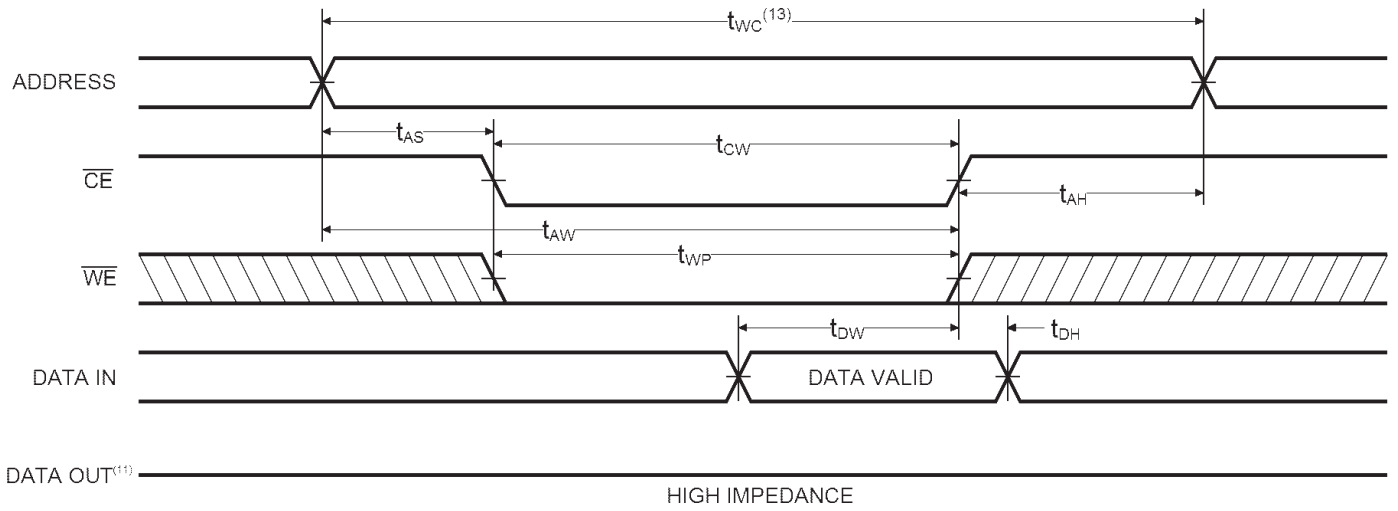 tWC(13)
ADDRESS
tAS
tCW
CE
tAH
tAW
WE
tWP
tDW
tDH
DATA IN
DATA VALID
DATA OUT(11)
HIGH IMPEDANCE